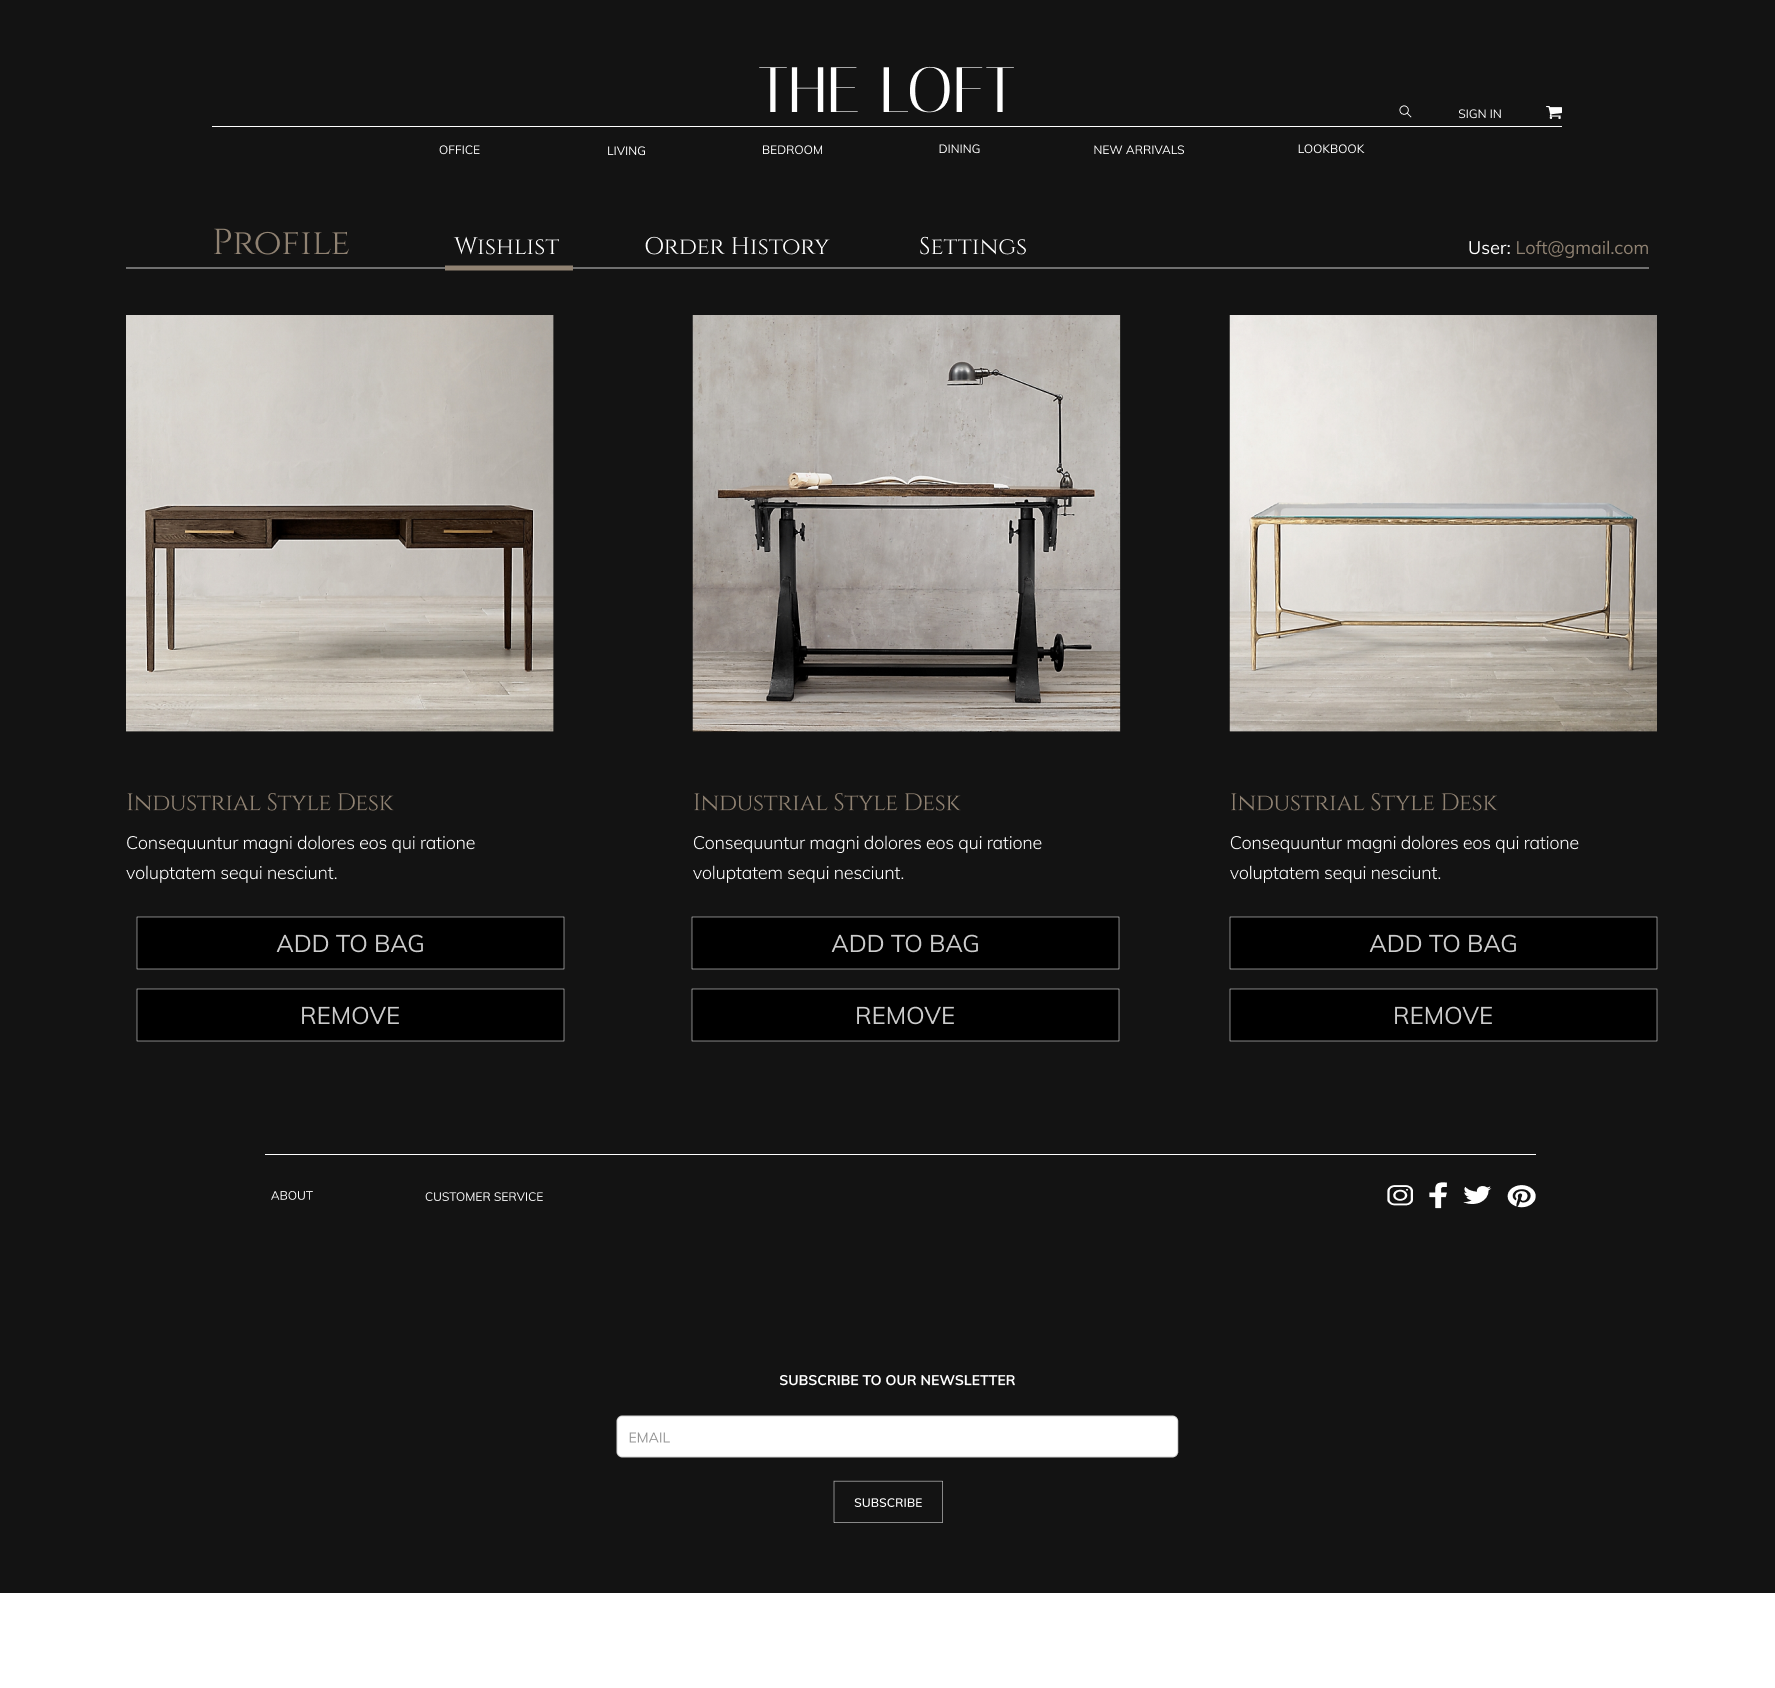 THE LOFT
SIGN IN
OFFICE LIVING BEDROOM DINING NEW ARRIVALS LOOKBOOK
Profile Wishlist Order History Settings User: Loft@gmail.com
Industrial Style Desk Industrial Style Desk Industrial Style Desk
Consequuntur magni dolores eos qui ratione Consequuntur magni dolores eos qui ratione Consequuntur magni dolores eos qui ratione
voluptatem sequi nesciunt. voluptatem sequi nesciunt. voluptatem sequi nesciunt.
ADD TO BAG ADD TO BAG ADD TO BAG
REMOVE REMOVE REMOVE
ABOUT CUSTOMER SERVICE
SUBSCRIBE TO OUR NEWSLETTER
EMAIL
SUBSCRIBE